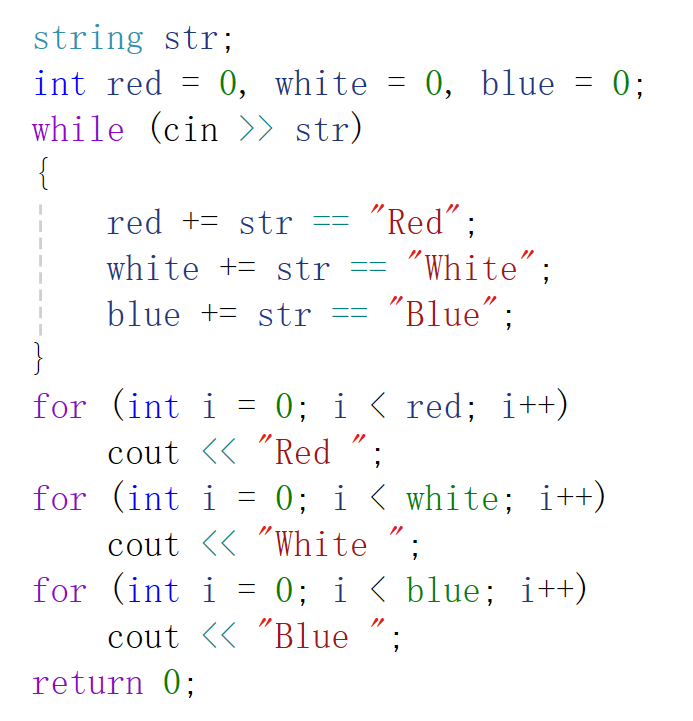 string str;
int red = 0, white = 0, blue = 0;
while (cin >> str)
{
    red += str == "Red";
    white += str == "White";
    blue += str == "Blue";
}
for (int i = 0; i < red; i++)
    cout << "Red ";
for (int i = 0; i < white; i++)
    cout << "White ";
for (int i = 0; i < blue; i++)
    cout << "Blue ";
return 0;